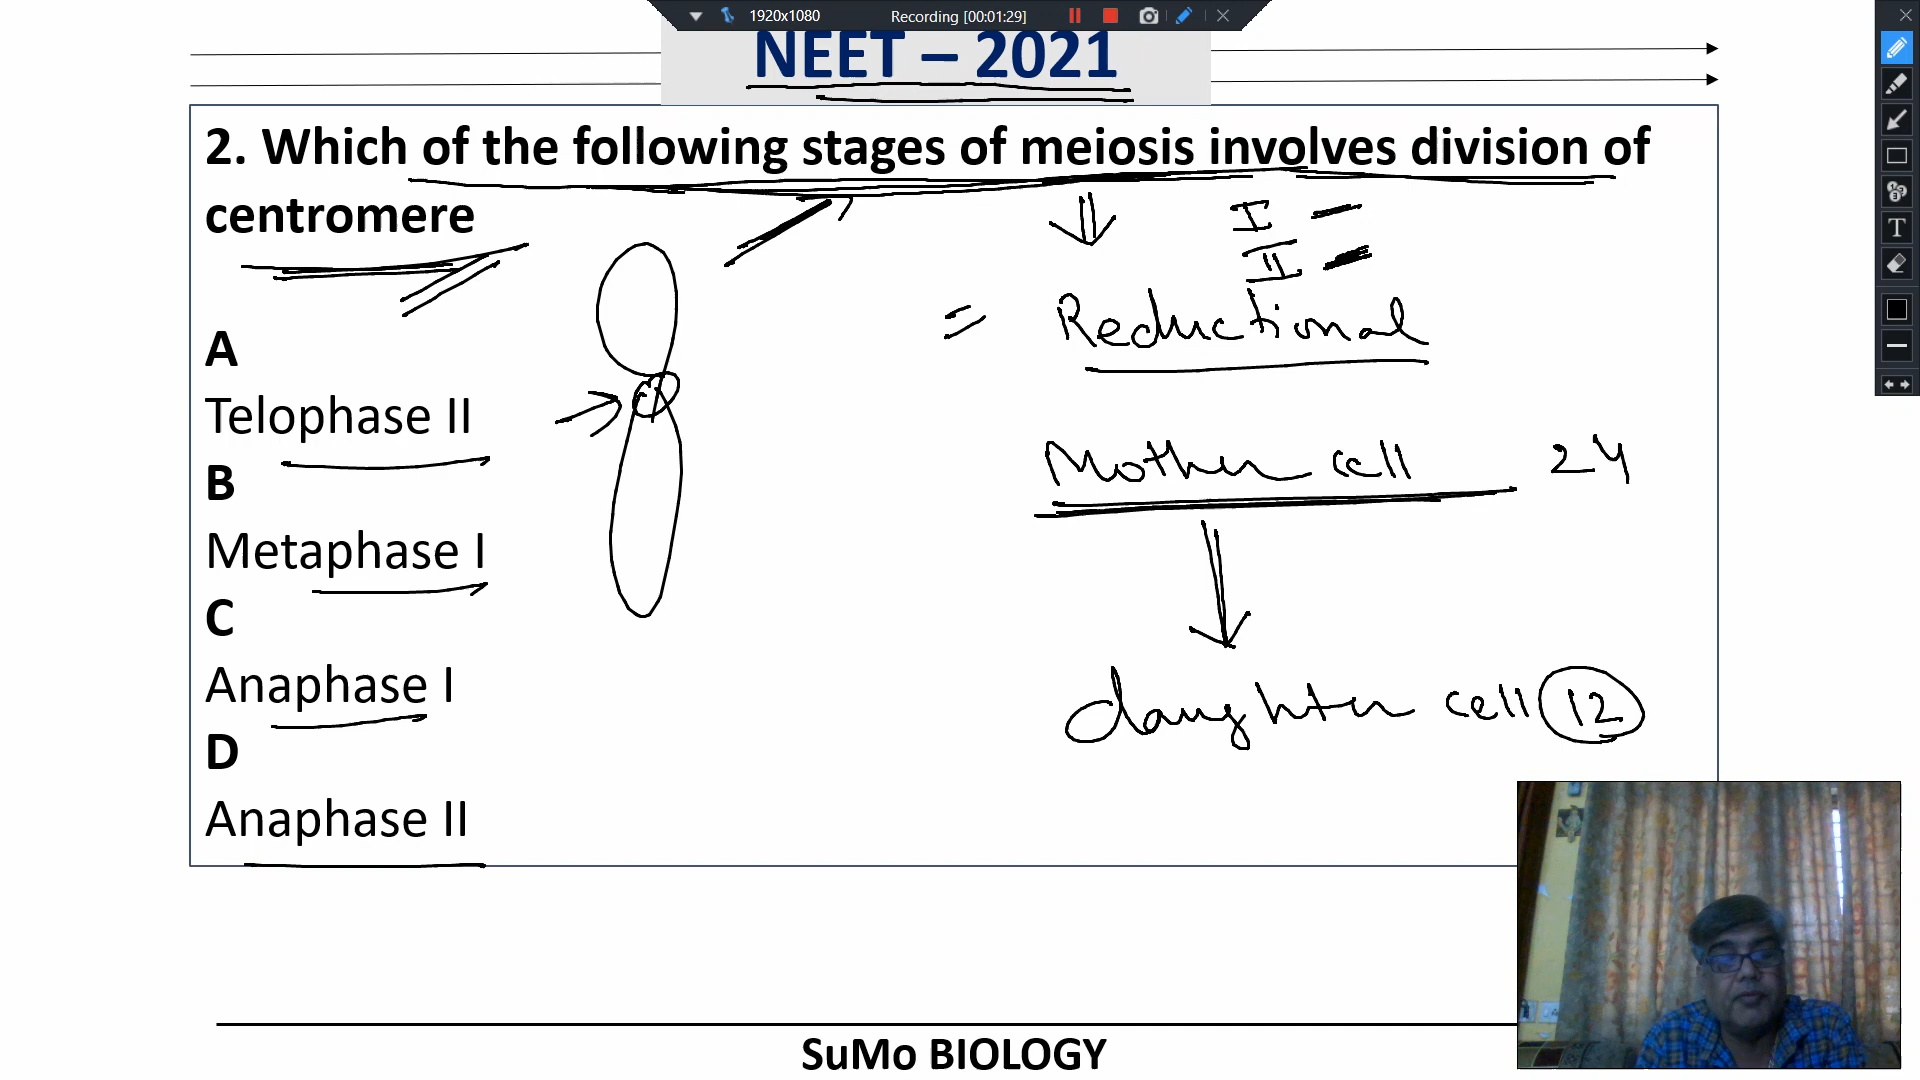 1920x1080
Recording [00:01:29]
NEET – 2021
2. Which of the following stages of meiosis involves division of
centromere
I –
II –
= Reductional
A
Telophase II
Mother cell 24
B
Metaphase I
C
Anaphase I
daughter cell 12
D
Anaphase II
SuMo BIOLOGY